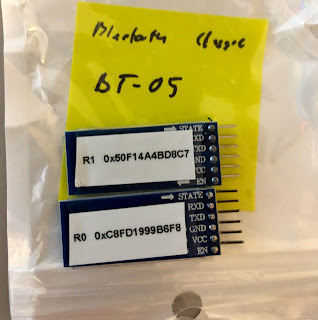 Bluetooth Classic
BT-05
STATE
RXD
TXD
GND
VCC
EN
R1 0x50F14A4BD8C7
STATE
RXD
TXD
GND
VCC
EN
R0 0xC8FD1999B6F8